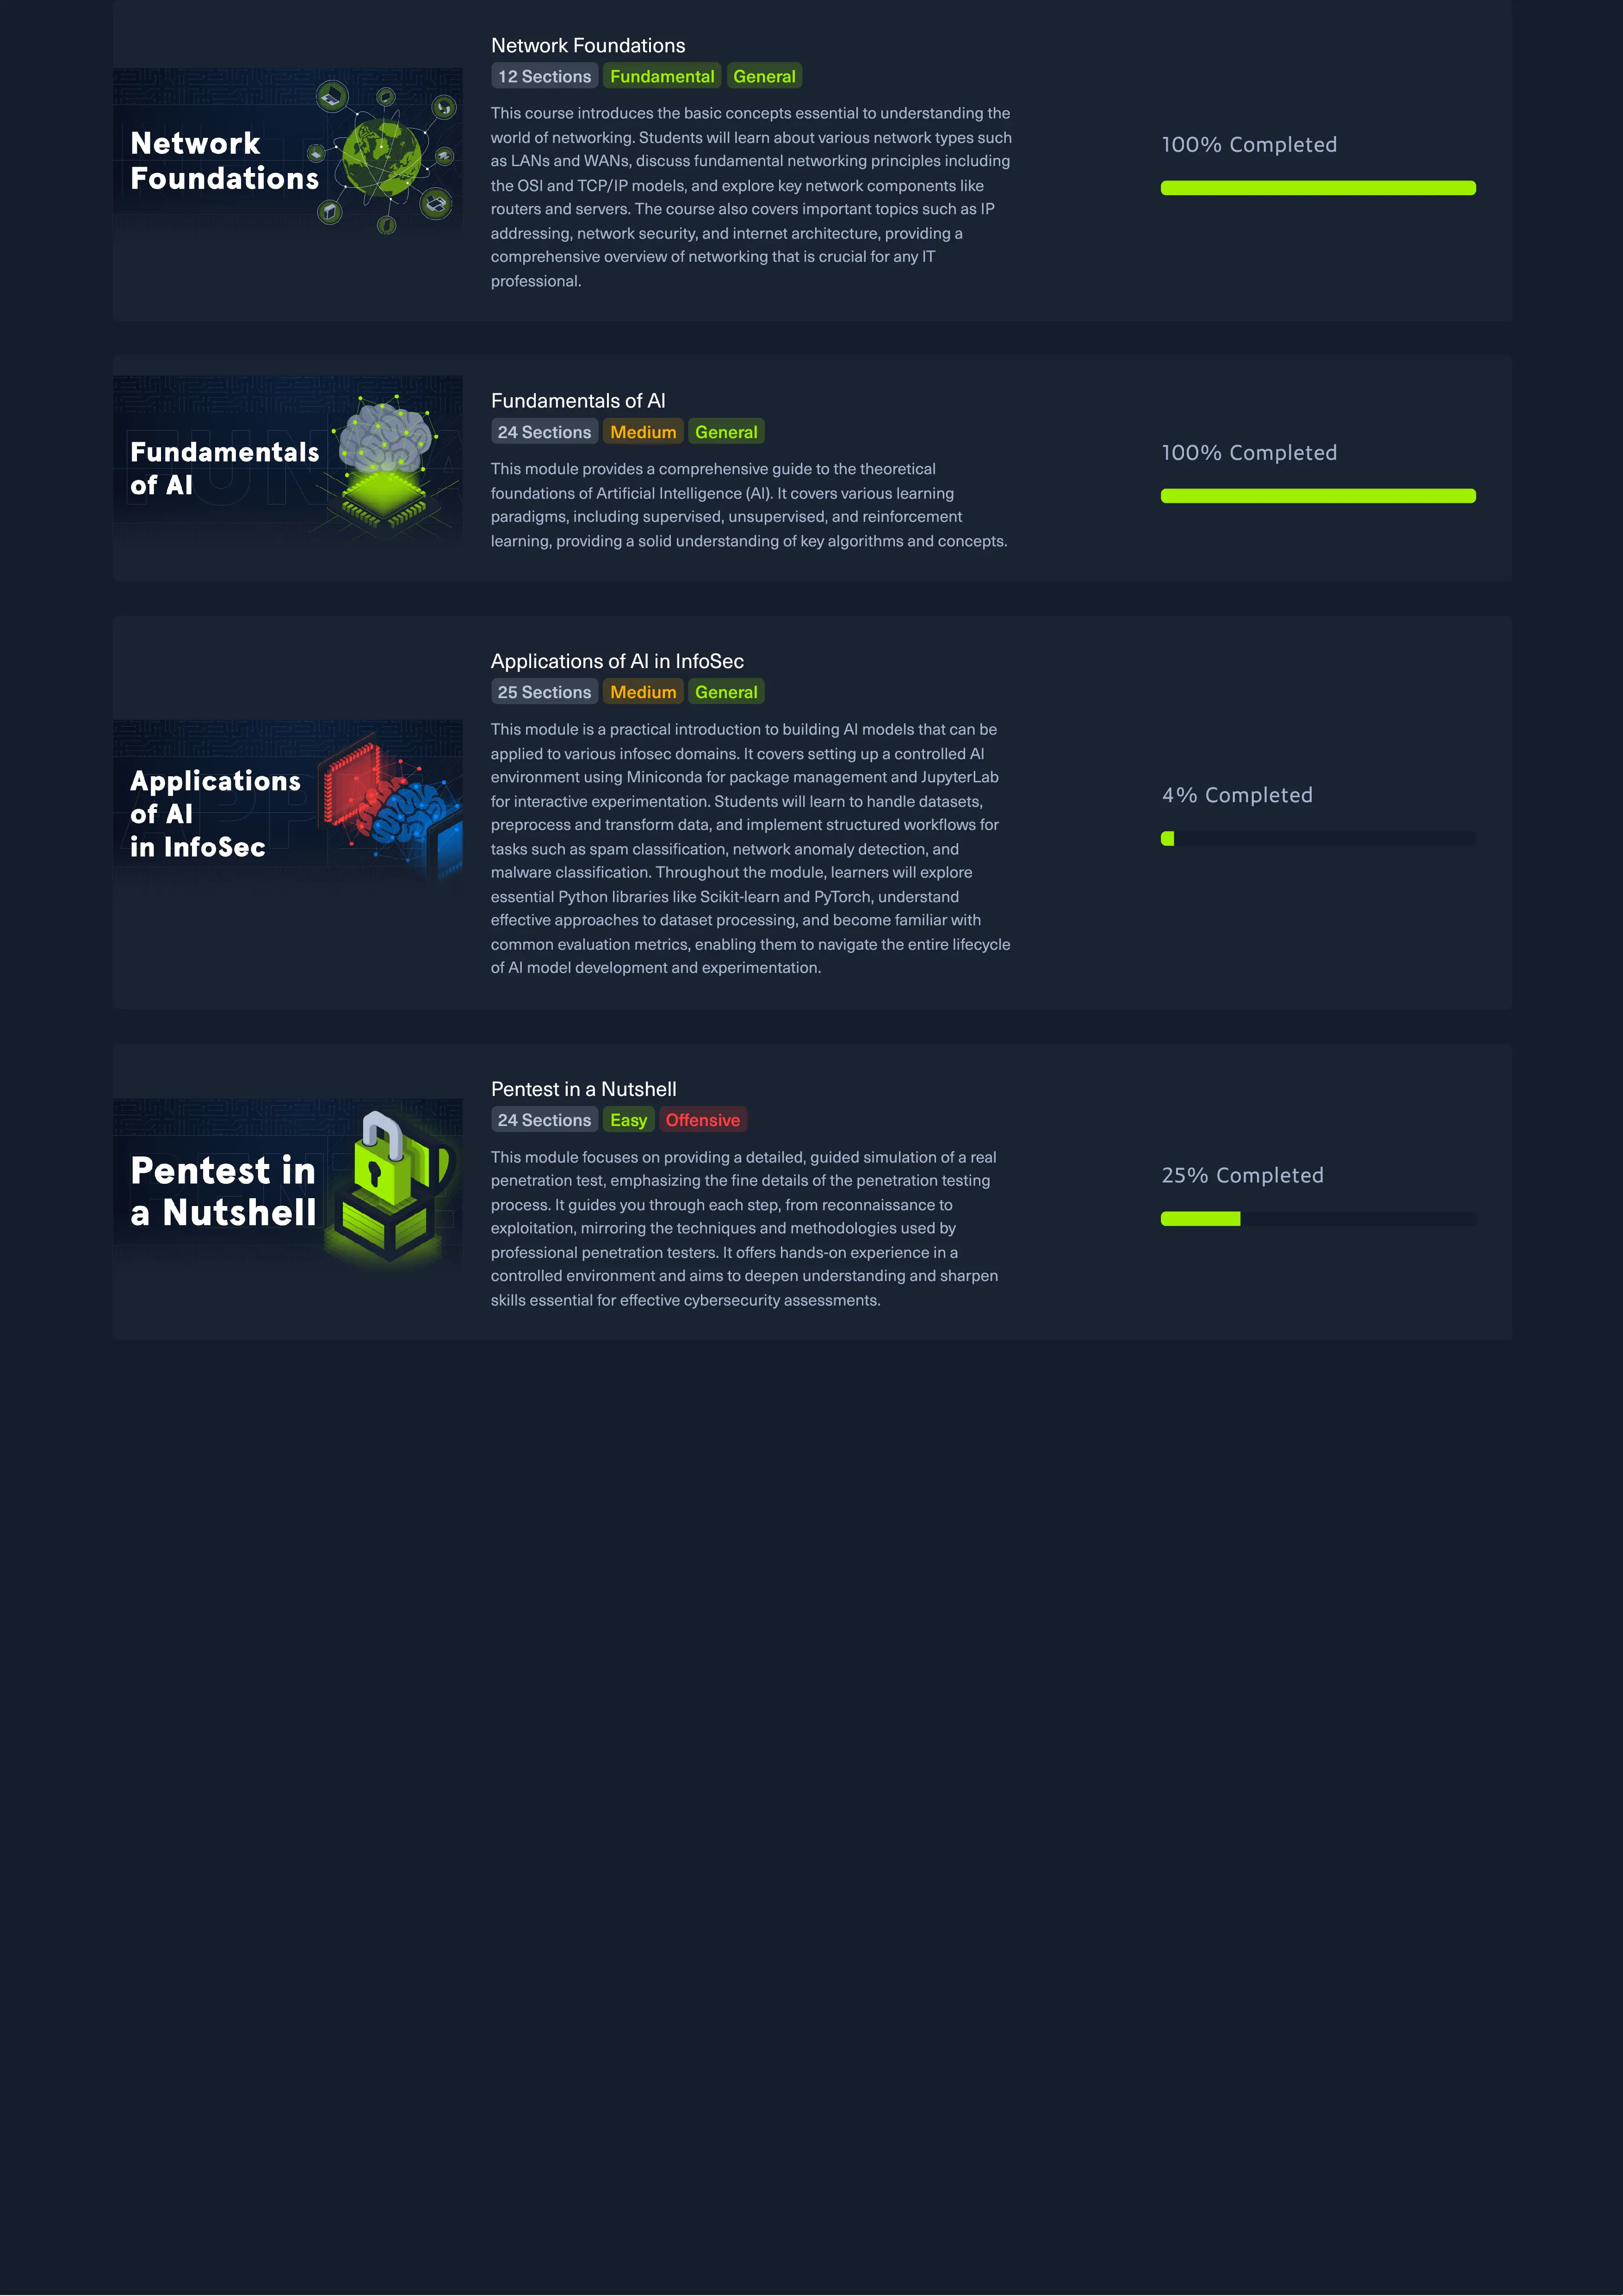 Network Foundations
12 Sections Fundamental General
This course introduces the basic concepts essential to understanding the
world of networking. Students will learn about various network types such
as LANs and WANs, discuss fundamental networking principles including
the OSI and TCP/IP models, and explore key network components like
routers and servers. The course also covers important topics such as IP
addressing, network security, and internet architecture, providing a
comprehensive overview of networking that is crucial for any IT
professional.
Network
Foundations
100% Completed
Fundamentals of AI
24 Sections Medium General
This module provides a comprehensive guide to the theoretical
foundations of Artificial Intelligence (AI). It covers various learning
paradigms, including supervised, unsupervised, and reinforcement
learning, providing a solid understanding of key algorithms and concepts.
Fundamentals
of AI
100% Completed
Applications of AI in InfoSec
25 Sections Medium General
This module is a practical introduction to building AI models that can be
applied to various infosec domains. It covers setting up a controlled AI
environment using Miniconda for package management and JupyterLab
for interactive experimentation. Students will learn to handle datasets,
preprocess and transform data, and implement structured workflows for
tasks such as spam classification, network anomaly detection, and
malware classification. Throughout the module, learners will explore
essential Python libraries like Scikit-learn and PyTorch, understand
effective approaches to dataset processing, and become familiar with
common evaluation metrics, enabling them to navigate the entire lifecycle
of AI model development and experimentation.
Applications
of AI
in InfoSec
4% Completed
Pentest in a Nutshell
24 Sections Easy Offensive
This module focuses on providing a detailed, guided simulation of a real
penetration test, emphasizing the fine details of the penetration testing
process. It guides you through each step, from reconnaissance to
exploitation, mirroring the techniques and methodologies used by
professional penetration testers. It offers hands-on experience in a
controlled environment and aims to deepen understanding and sharpen
skills essential for effective cybersecurity assessments.
Pentest in
a Nutshell
25% Completed